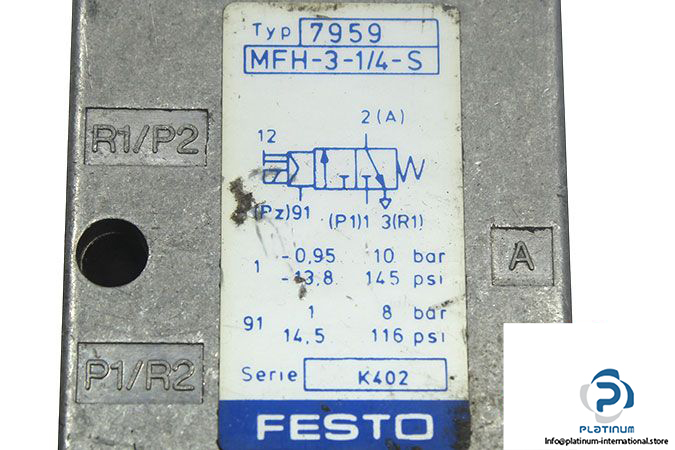 Typ 7959
MFH-3-1/4-S
R1/P2
2(A)
12
(Pz)91
(P1)1 3(R1)
A
1 -0,95 10 bar
-13,8 145 psi
91 1 8 bar
14,5 116 psi
P1/R2
Serie K402
FESTO
PLATINUM
info@platinum-international.store